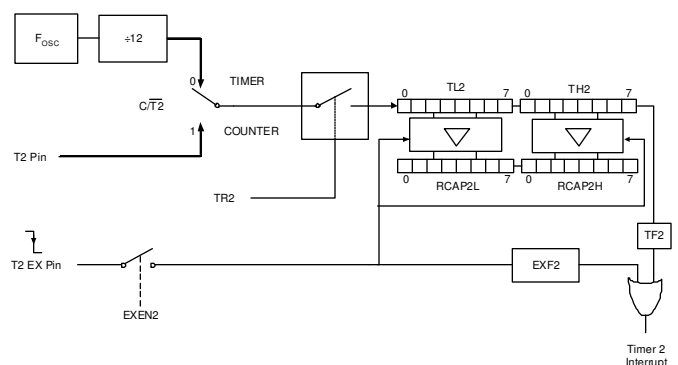 FOSC
÷12
0 TIMER
C/T2
1 COUNTER
T2 Pin
TR2
0 TL2 7
0 TH2 7
0 7
RCAP2L
0 7
RCAP2H
TF2
T2 EX Pin
EXF2
EXEN2
Timer 2
Interrupt